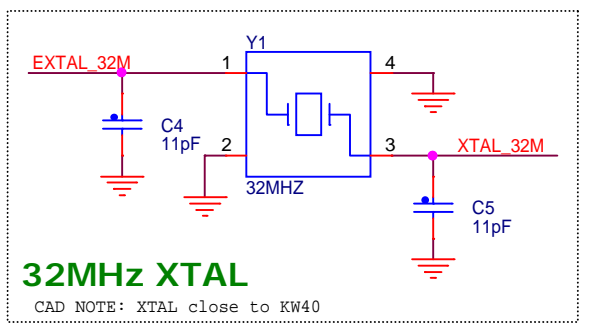 Y1
EXTAL_32M
1
4
C4
11pF
2
3
XTAL_32M
32MHZ
C5
11pF
32MHz XTAL
CAD NOTE: XTAL close to KW40